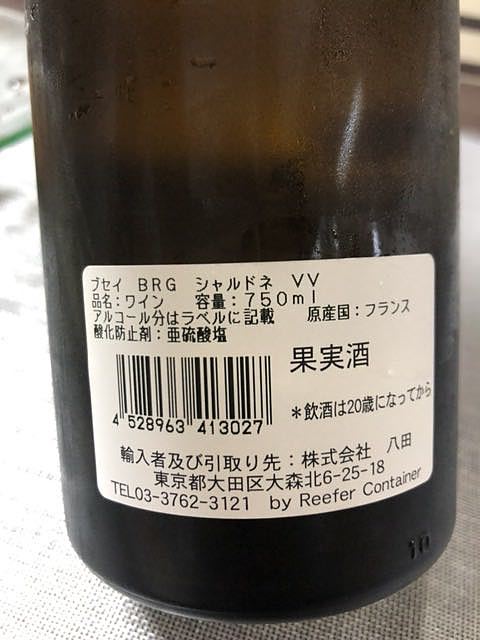 ブセイ BRG シャルドネ VV
品名：ワイン 容量：750ml
アルコール分はラベルに記載 原産国：フランス
酸化防止剤：亜硫酸塩
果実酒
4 528963 413027
＊飲酒は20歳になってから
輸入者及び引取り先：株式会社 八田
東京都大田区大森北6-25-18
TEL03-3762-3121 by Reefer Container